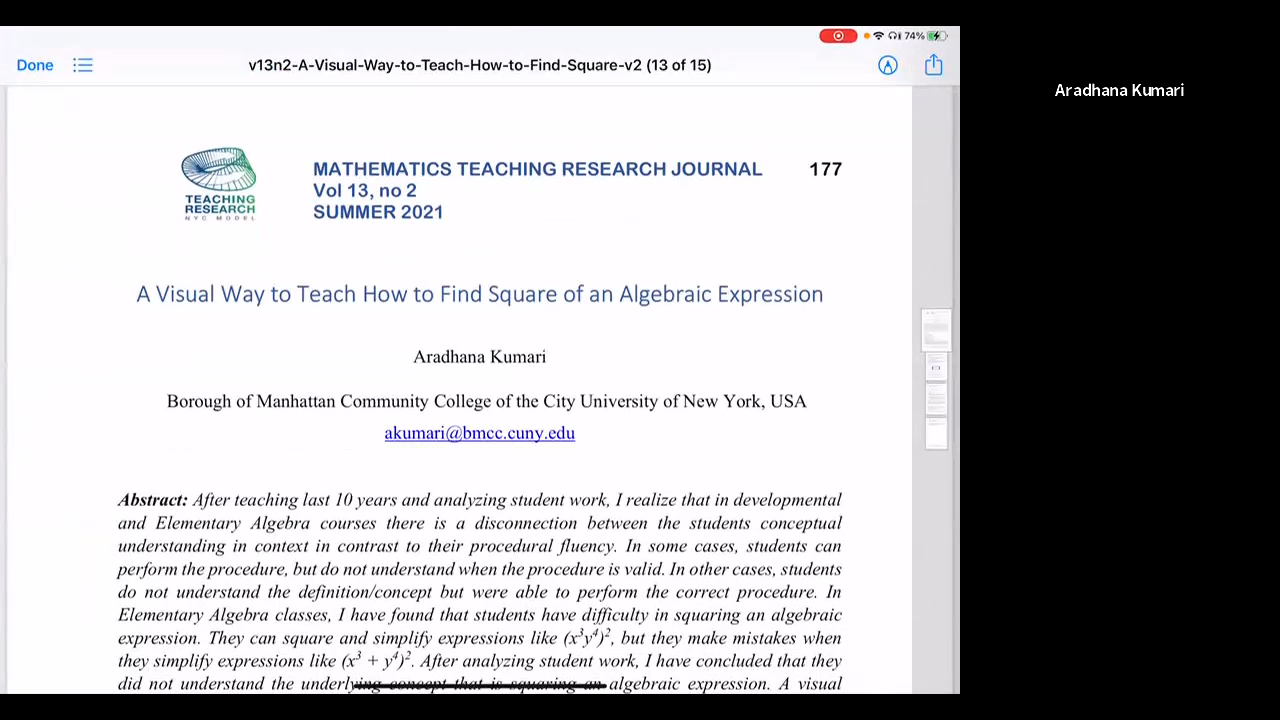 74%
Done
v13n2-A-Visual-Way-to-Teach-How-to-Find-Square-v2 (13 of 15)
Aradhana Kumari
TEACHING
RESEARCH
NYC MODEL
MATHEMATICS TEACHING RESEARCH JOURNAL 177
Vol 13, no 2
SUMMER 2021
A Visual Way to Teach How to Find Square of an Algebraic Expression
Aradhana Kumari
Borough of Manhattan Community College of the City University of New York, USA
akumari@bmcc.cuny.edu
Abstract: After teaching last 10 years and analyzing student work, I realize that in developmental
and Elementary Algebra courses there is a disconnection between the students conceptual
understanding in context in contrast to their procedural fluency. In some cases, students can
perform the procedure, but do not understand when the procedure is valid. In other cases, students
do not understand the definition/concept but were able to perform the correct procedure. In
Elementary Algebra classes, I have found that students have difficulty in squaring an algebraic
expression. They can square and simplify expressions like (x³y⁴)², but they make mistakes when
they simplify expressions like (x³ + y⁴)². After analyzing student work, I have concluded that they
did not understand the underlying concept that is squaring an algebraic expression. A visual